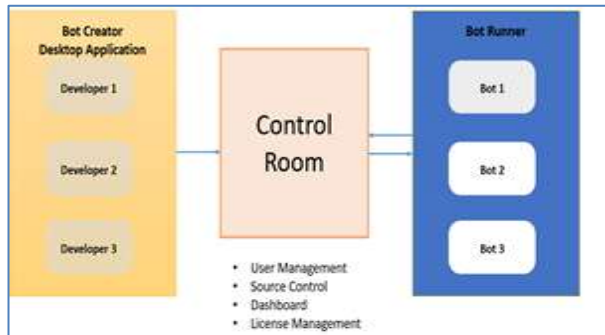 Bot Creator
Desktop Application
Developer 1
Developer 2
Developer 3
Control
Room
• User Management
• Source Control
• Dashboard
• License Management
Bot Runner
Bot 1
Bot 2
Bot 3